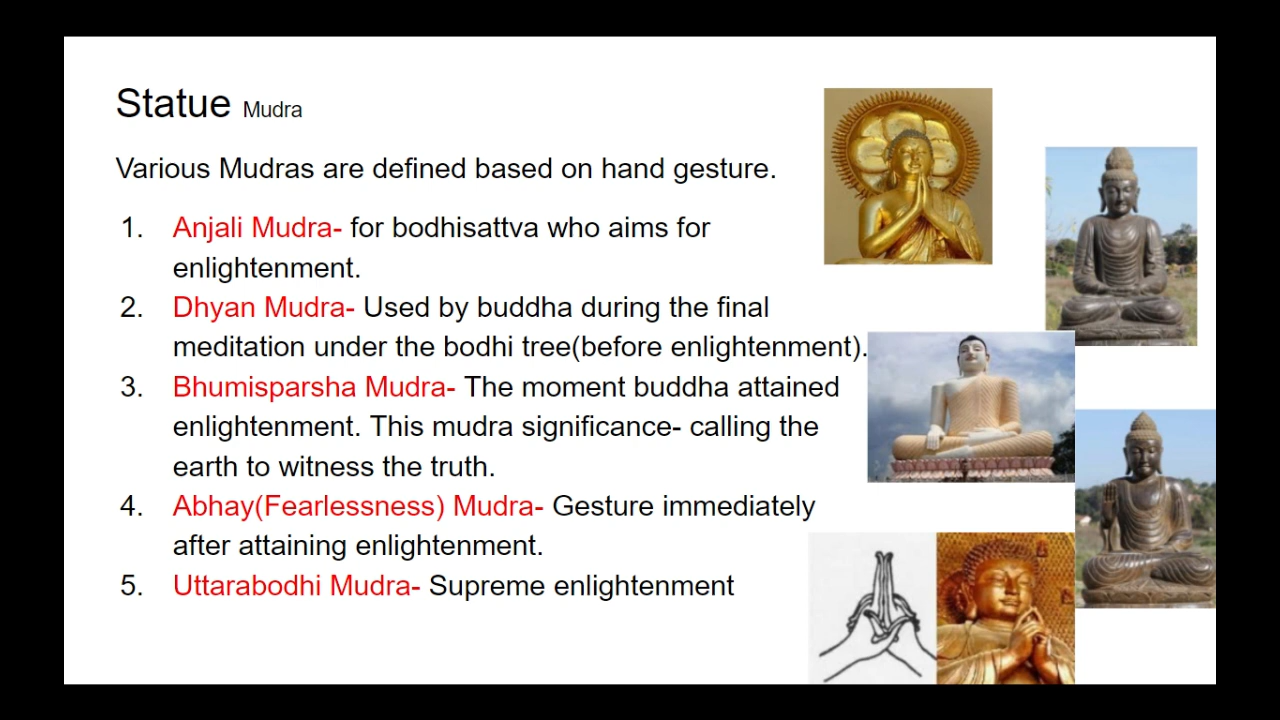 Statue Mudra
Various Mudras are defined based on hand gesture.
1. Anjali Mudra- for bodhisattva who aims for
enlightenment.
2. Dhyan Mudra- Used by buddha during the final
meditation under the bodhi tree(before enlightenment).
3. Bhumisparsha Mudra- The moment buddha attained
enlightenment. This mudra significance- calling the
earth to witness the truth.
4. Abhay(Fearlessness) Mudra- Gesture immediately
after attaining enlightenment.
5. Uttarabodhi Mudra- Supreme enlightenment